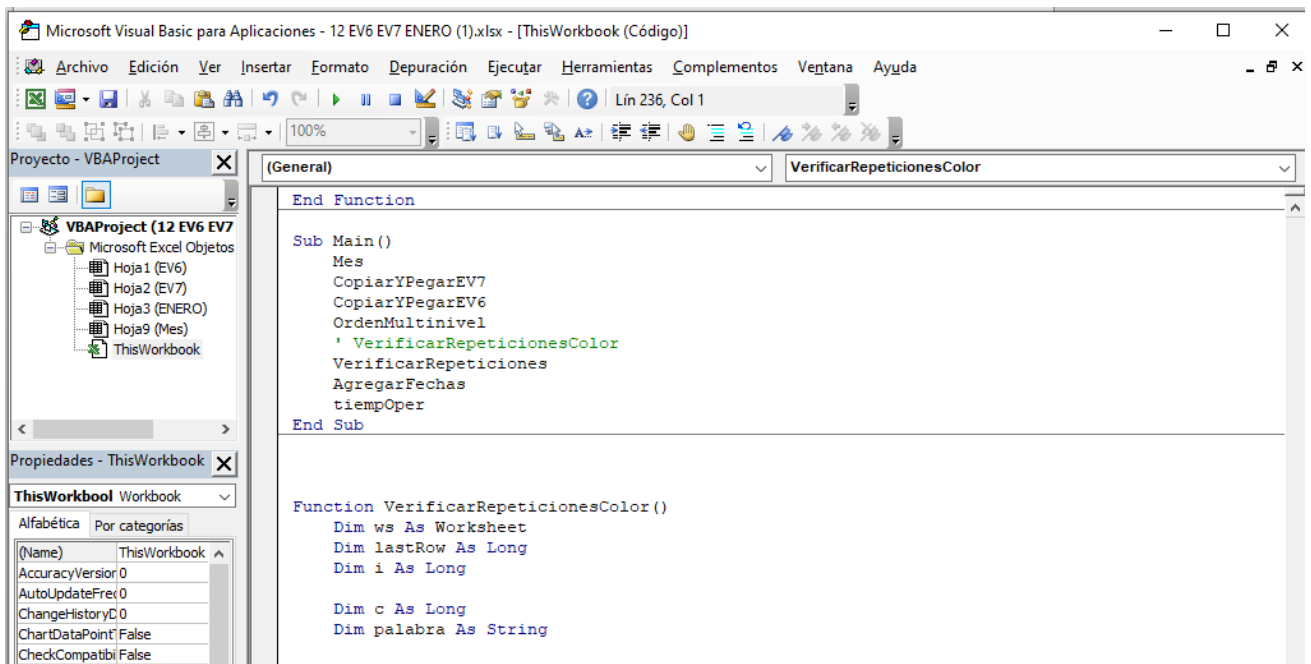 Microsoft Visual Basic para Aplicaciones - 12 EV6 EV7 ENERO (1).xlsx - [ThisWorkbook (Código)]
Archivo Edición Ver Insertar Formato Depuración Ejecutar Herramientas Complementos Ventana Ayuda
Lín 236, Col 1
100%
Proyecto - VBAProject
VBAProject (12 EV6 EV7
Microsoft Excel Objetos
Hoja1 (EV6)
Hoja2 (EV7)
Hoja3 (ENERO)
Hoja9 (Mes)
ThisWorkbook
Propiedades - ThisWorkbook
ThisWorkbool Workbook
Alfabética Por categorías
(Name) ThisWorkbook
AccuracyVersior 0
AutoUpdateFrec 0
ChangeHistoryD 0
ChartDataPointT False
CheckCompatibi False
(General) VerificarRepeticionesColor
End Function
Sub Main()
Mes
CopiarYPegarEV7
CopiarYPegarEV6
OrdenMultinivel
' VerificarRepeticionesColor
VerificarRepeticiones
AgregarFechas
tiempOper
End Sub
Function VerificarRepeticionesColor()
Dim ws As Worksheet
Dim lastRow As Long
Dim i As Long
Dim c As Long
Dim palabra As String